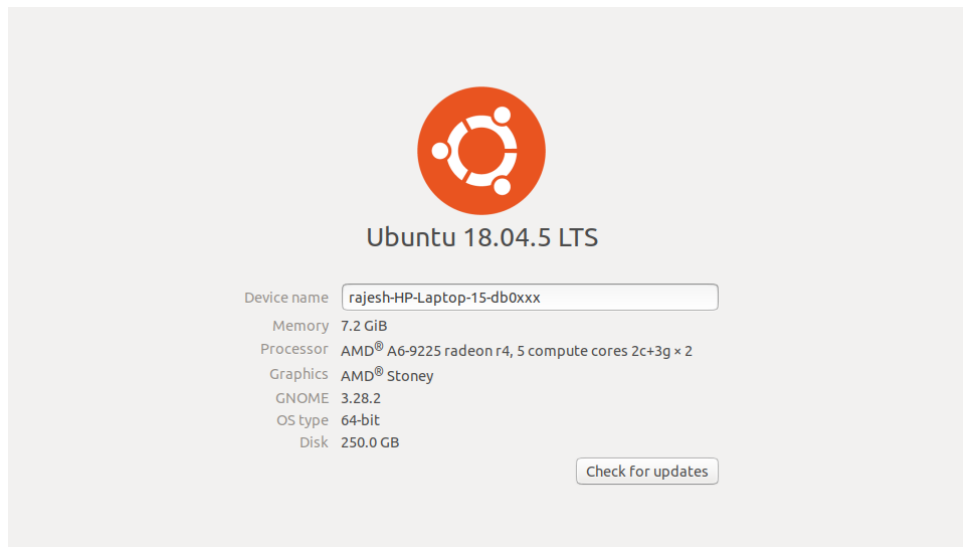 Ubuntu 18.04.5 LTS
Device name rajesh-HP-Laptop-15-db0xxx
Memory 7.2 GiB
Processor AMD® A6-9225 radeon r4, 5 compute cores 2c+3g × 2
Graphics AMD® Stoney
GNOME 3.28.2
OS type 64-bit
Disk 250.0 GB
Check for updates